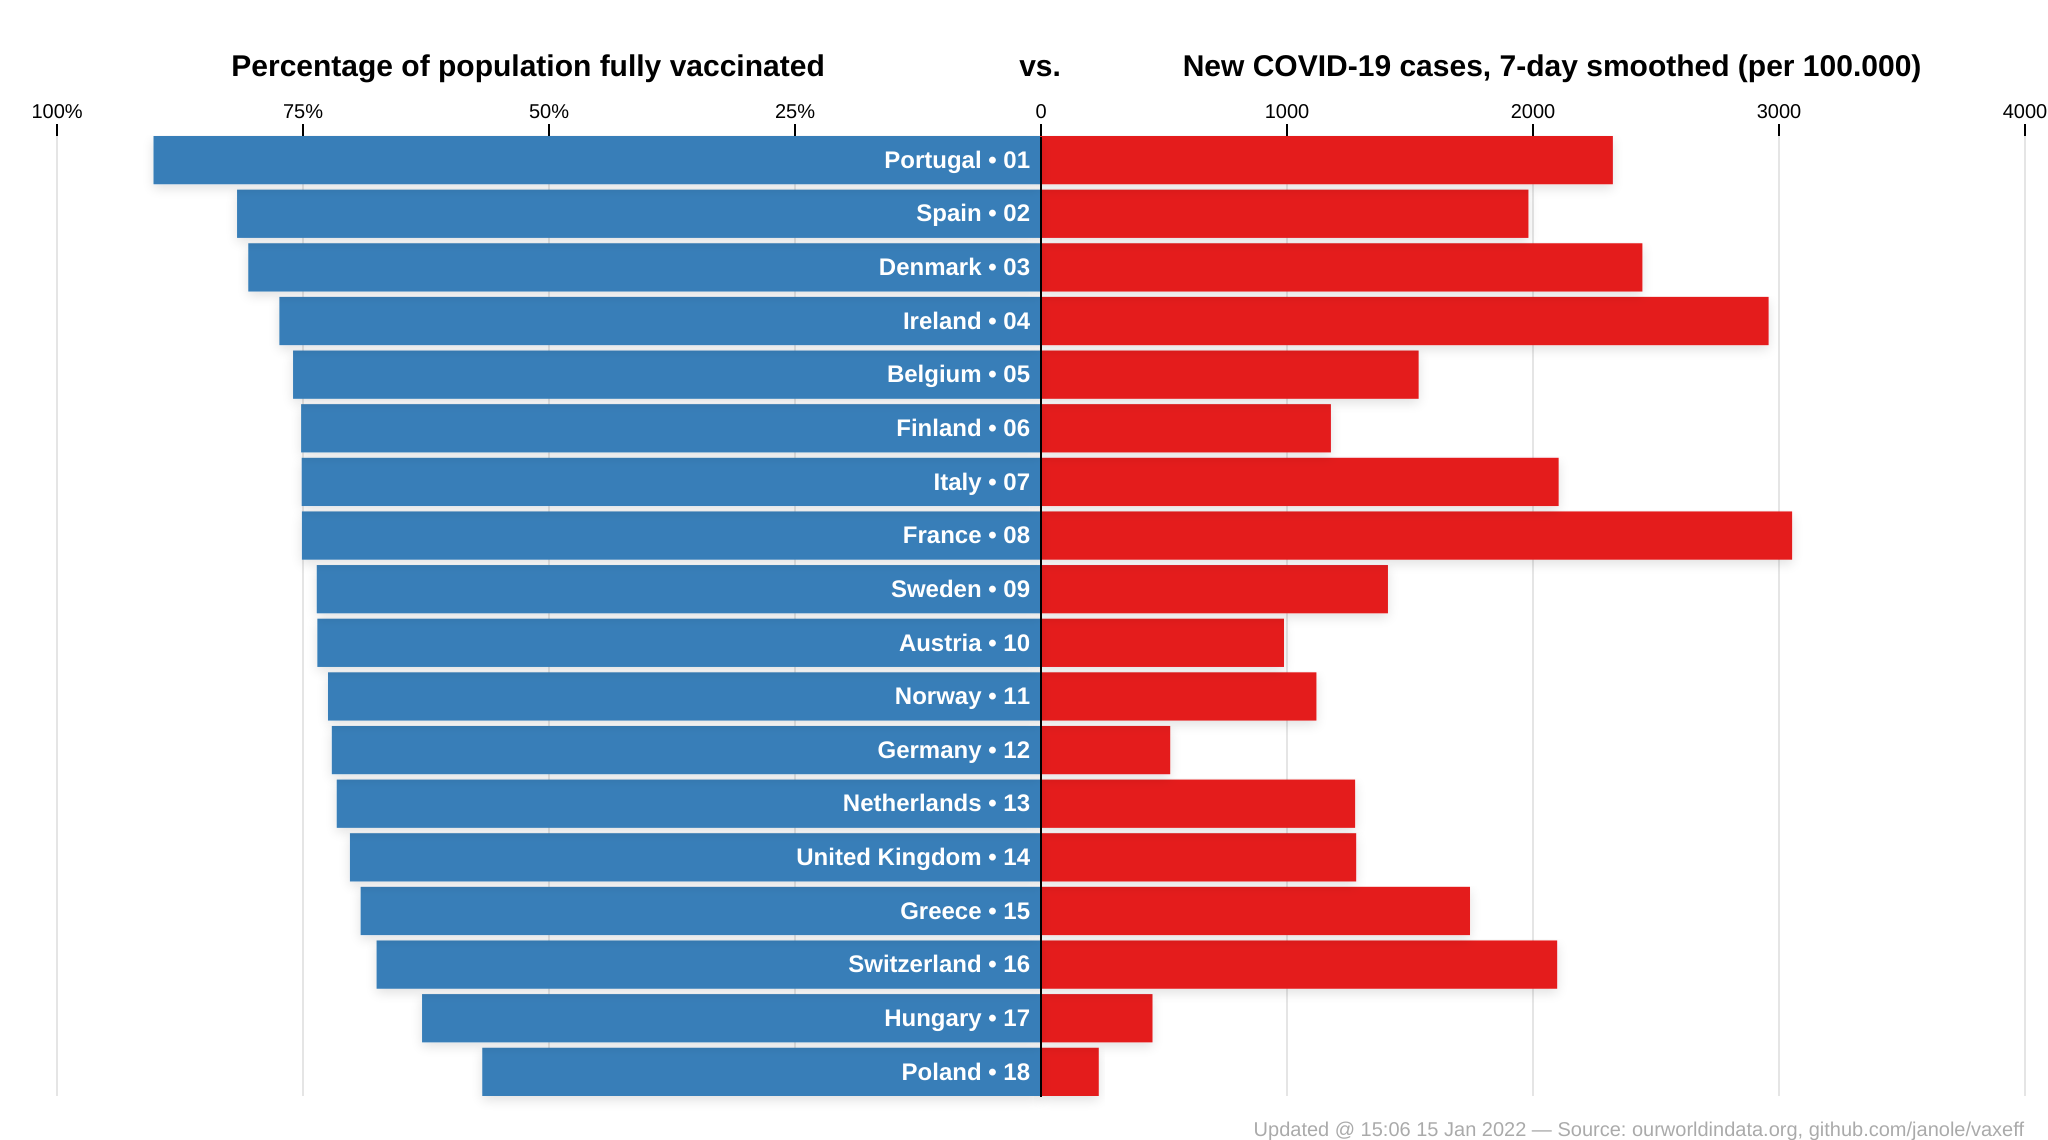 Percentage of population fully vaccinated vs. New COVID-19 cases, 7-day smoothed (per 100.000)
100% 75% 50% 25% 0 1000 2000 3000 4000
Portugal • 01
Spain • 02
Denmark • 03
Ireland • 04
Belgium • 05
Finland • 06
Italy • 07
France • 08
Sweden • 09
Austria • 10
Norway • 11
Germany • 12
Netherlands • 13
United Kingdom • 14
Greece • 15
Switzerland • 16
Hungary • 17
Poland • 18
Updated @ 15:06 15 Jan 2022 — Source: ourworldindata.org, github.com/janole/vaxeff